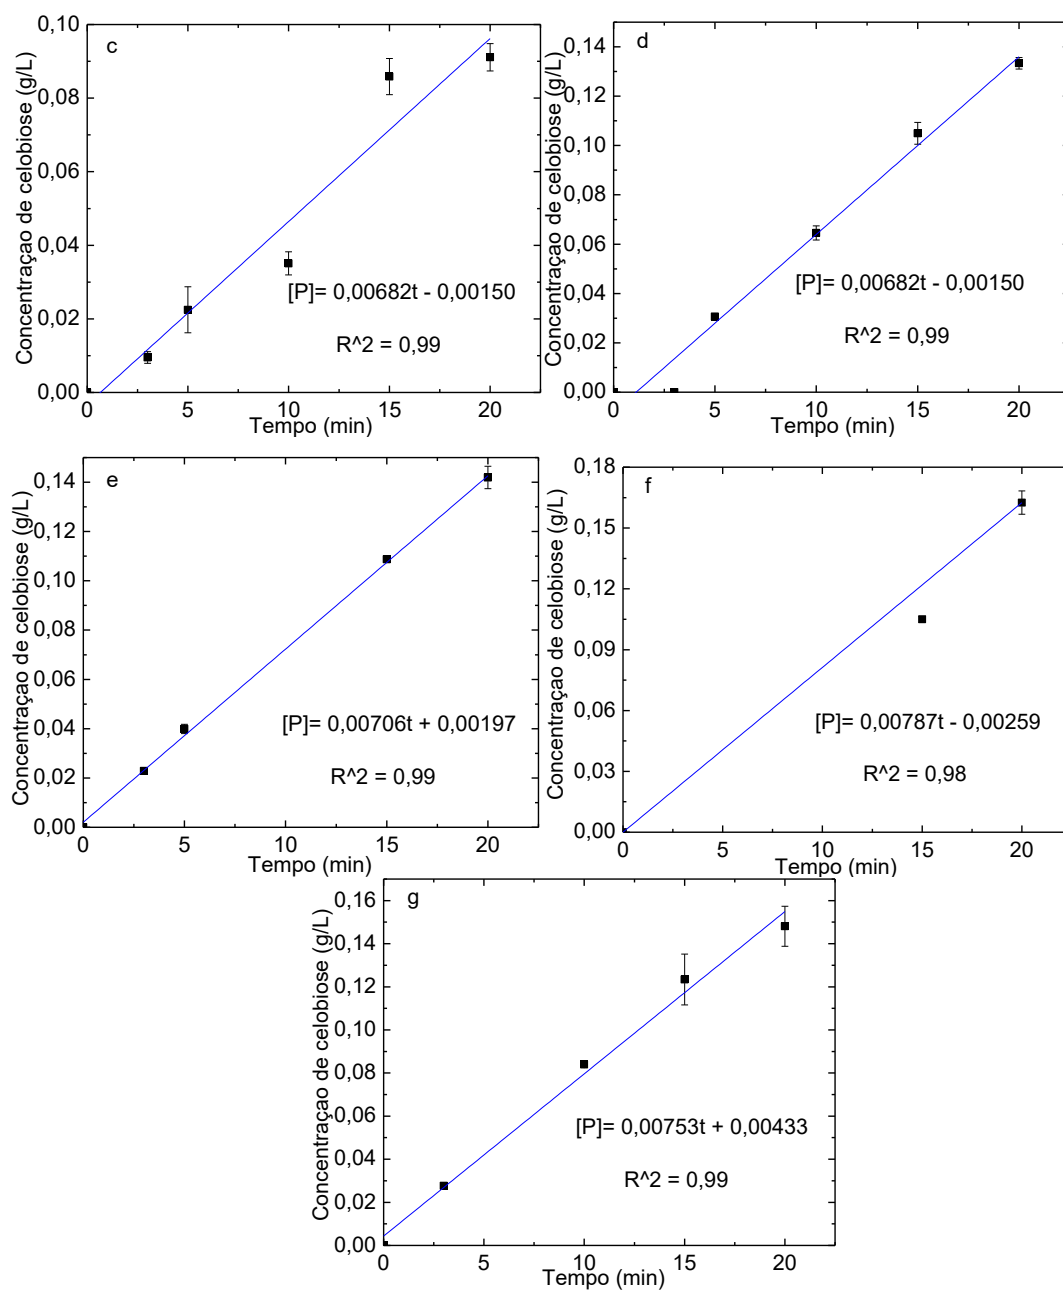 c
Concentraçao de celobiose (g/L)
0,10
0,08
0,06
0,04
0,02
0,00
[P]= 0,00682t - 0,00150
R^2 = 0,99
0 5 10 15 20
Tempo (min)
d
Concentraçao de celobiose (g/L)
0,14
0,12
0,10
0,08
0,06
0,04
0,02
0,00
[P]= 0,00682t - 0,00150
R^2 = 0,99
0 5 10 15 20
Tempo (min)
e
Concentraçao de celobiose (g/L)
0,14
0,12
0,10
0,08
0,06
0,04
0,02
0,00
[P]= 0,00706t + 0,00197
R^2 = 0,99
0 5 10 15 20
Tempo (min)
f
Concentraçao de celobiose (g/L)
0,18
0,15
0,12
0,09
0,06
0,03
0,00
[P]= 0,00787t - 0,00259
R^2 = 0,98
0 5 10 15 20
Tempo (min)
g
Concentraçao de celobiose (g/L)
0,16
0,14
0,12
0,10
0,08
0,06
0,04
0,02
0,00
[P]= 0,00753t + 0,00433
R^2 = 0,99
0 5 10 15 20
Tempo (min)